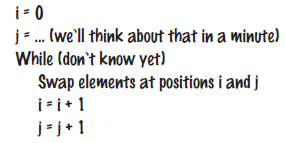 i = 0
j = ... (we`ll think about that in a minute)
While (don`t know yet)
Swap elements at positions i and j
i = i + 1
j = j + 1